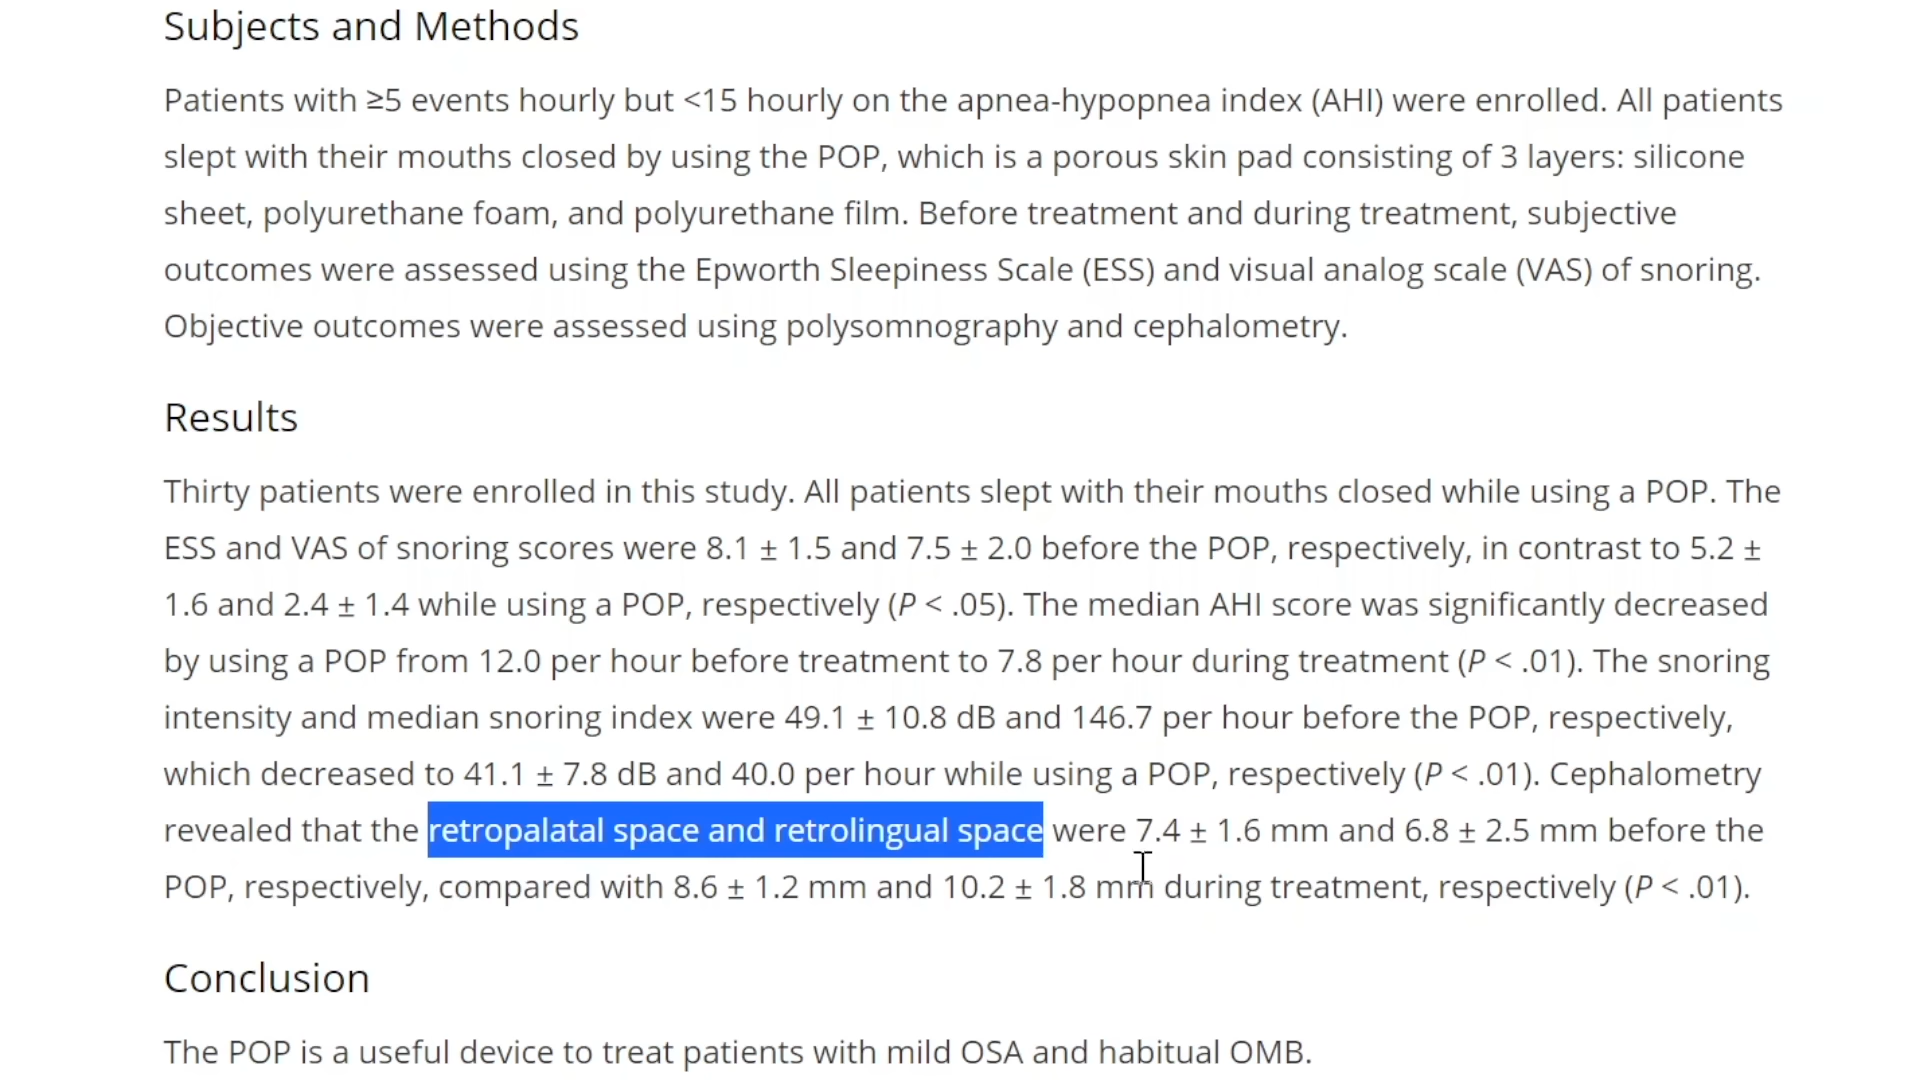 Subjects and Methods
Patients with ≥5 events hourly but <15 hourly on the apnea-hypopnea index (AHI) were enrolled. All patients
slept with their mouths closed by using the POP, which is a porous skin pad consisting of 3 layers: silicone
sheet, polyurethane foam, and polyurethane film. Before treatment and during treatment, subjective
outcomes were assessed using the Epworth Sleepiness Scale (ESS) and visual analog scale (VAS) of snoring.
Objective outcomes were assessed using polysomnography and cephalometry.
Results
Thirty patients were enrolled in this study. All patients slept with their mouths closed while using a POP. The
ESS and VAS of snoring scores were 8.1 ± 1.5 and 7.5 ± 2.0 before the POP, respectively, in contrast to 5.2 ±
1.6 and 2.4 ± 1.4 while using a POP, respectively (P < .05). The median AHI score was significantly decreased
by using a POP from 12.0 per hour before treatment to 7.8 per hour during treatment (P < .01). The snoring
intensity and median snoring index were 49.1 ± 10.8 dB and 146.7 per hour before the POP, respectively,
which decreased to 41.1 ± 7.8 dB and 40.0 per hour while using a POP, respectively (P < .01). Cephalometry
revealed that the retropalatal space and retrolingual space were 7.4 ± 1.6 mm and 6.8 ± 2.5 mm before the
POP, respectively, compared with 8.6 ± 1.2 mm and 10.2 ± 1.8 mm during treatment, respectively (P < .01).
Conclusion
The POP is a useful device to treat patients with mild OSA and habitual OMB.